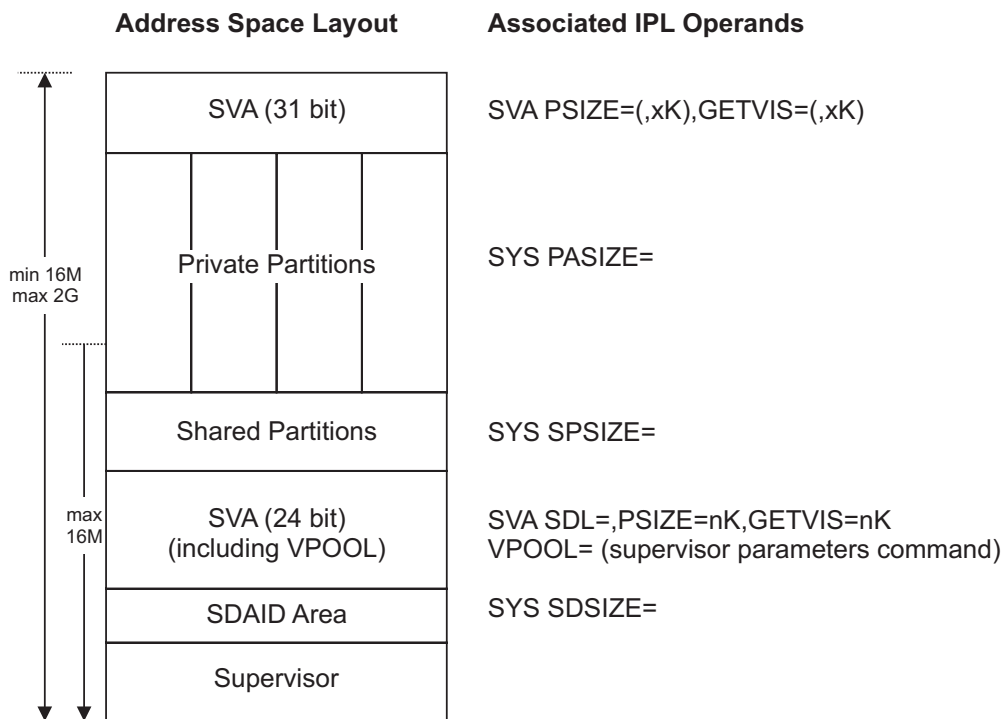 Address Space Layout
Associated IPL Operands
SVA (31 bit)
SVA PSIZE=(,xK),GETVIS=(,xK)
min 16M
max 2G
Private Partitions
SYS PASIZE=
Shared Partitions
SYS SPSIZE=
max
16M
SVA (24 bit)
(including VPOOL)
SVA SDL=,PSIZE=nK,GETVIS=nK
VPOOL= (supervisor parameters command)
SDAID Area
SYS SDSIZE=
Supervisor